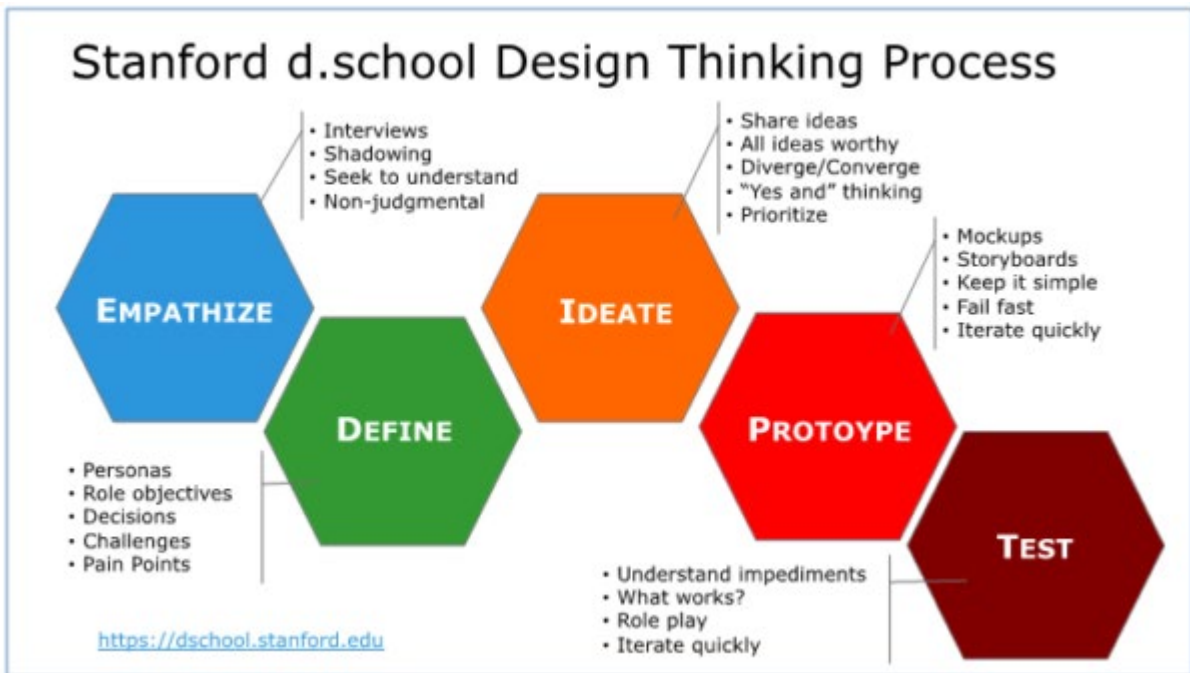 Stanford d.school Design Thinking Process
• Interviews
• Shadowing
• Seek to understand
• Non-judgmental
EMPATHIZE
• Personas
• Role objectives
• Decisions
• Challenges
• Pain Points
DEFINE
• Share ideas
• All ideas worthy
• Diverge/Converge
• “Yes and” thinking
• Prioritize
IDEATE
• Mockups
• Storyboards
• Keep it simple
• Fail fast
• Iterate quickly
PROTOYPE
• Understand impediments
• What works?
• Role play
• Iterate quickly
TEST
https://dschool.stanford.edu